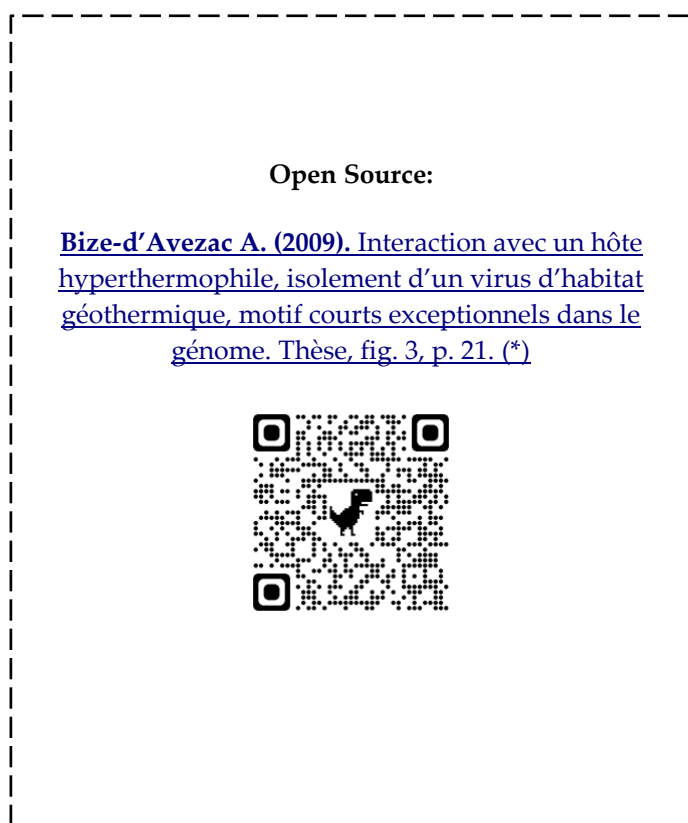 Open Source:
Bize-d’Avezac A. (2009). Interaction avec un hôte
hyperthermophile, isolement d’un virus d’habitat
géothermique, motif courts exceptionnels dans le
génome. Thèse, fig. 3, p. 21. (*)